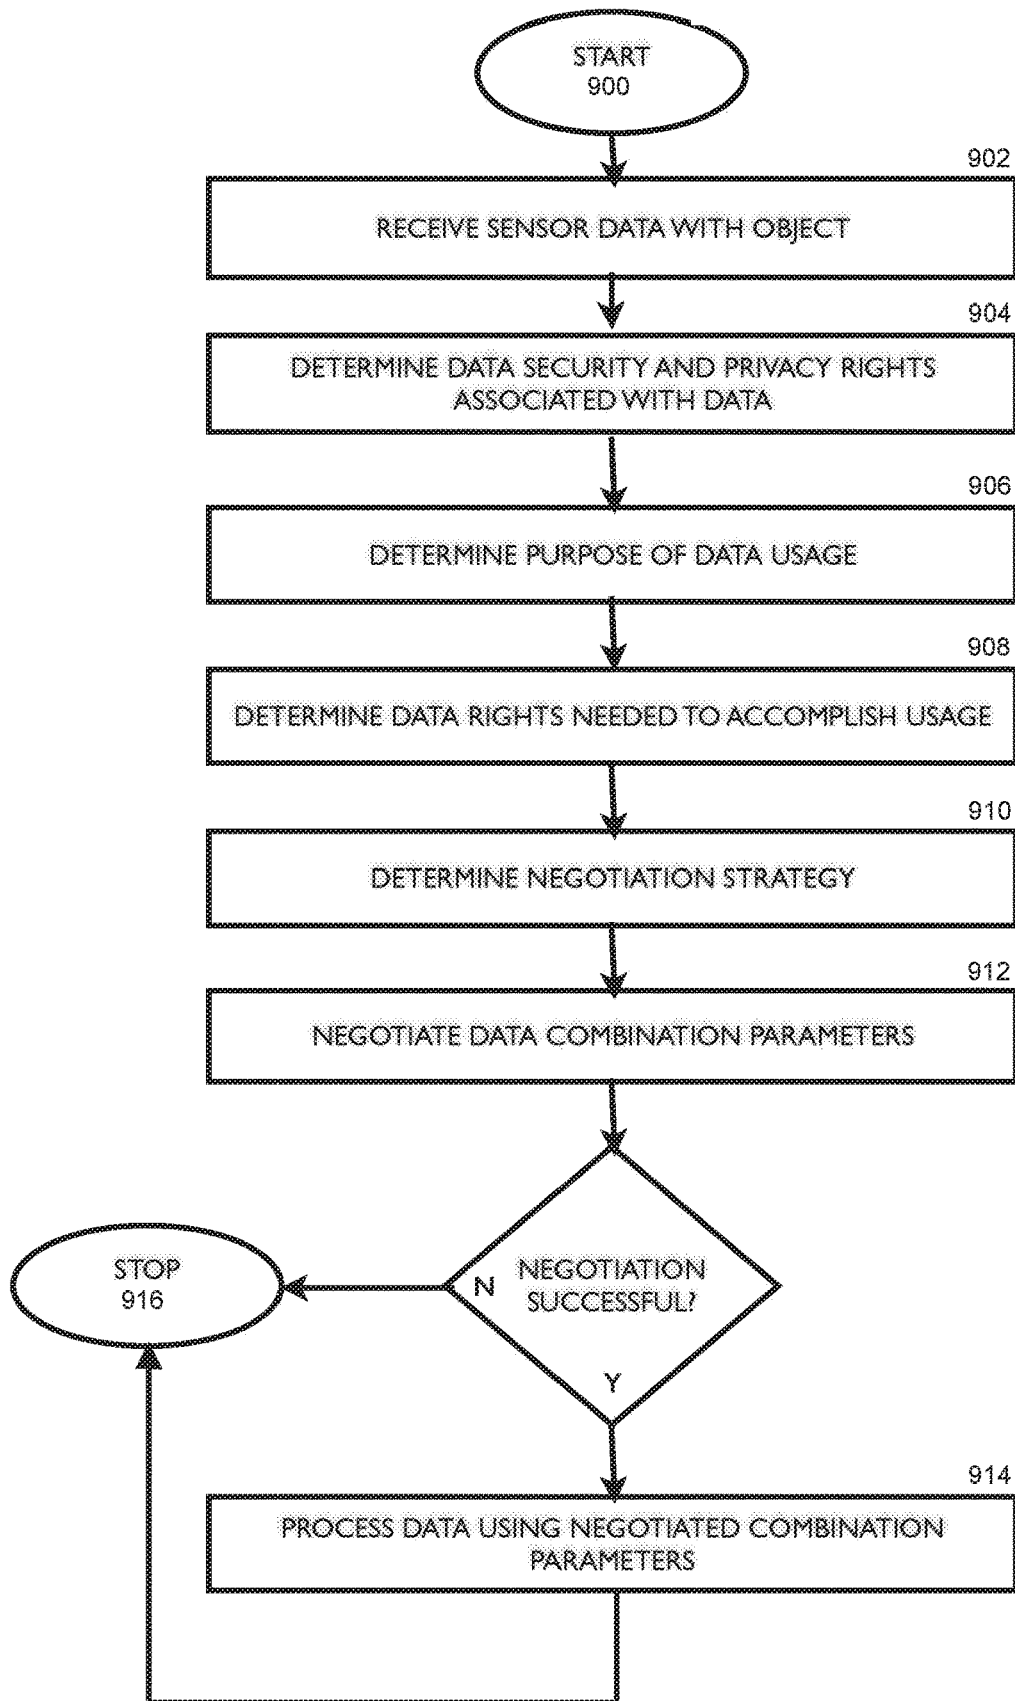 START
900
902
RECEIVE SENSOR DATA WITH OBJECT
904
DETERMINE DATA SECURITY AND PRIVACY RIGHTS
ASSOCIATED WITH DATA
906
DETERMINE PURPOSE OF DATA USAGE
908
DETERMINE DATA RIGHTS NEEDED TO ACCOMPLISH USAGE
910
DETERMINE NEGOTIATION STRATEGY
912
NEGOTIATE DATA COMBINATION PARAMETERS
STOP
916
N
NEGOTIATION
SUCCESSFUL?
Y
914
PROCESS DATA USING NEGOTIATED COMBINATION
PARAMETERS